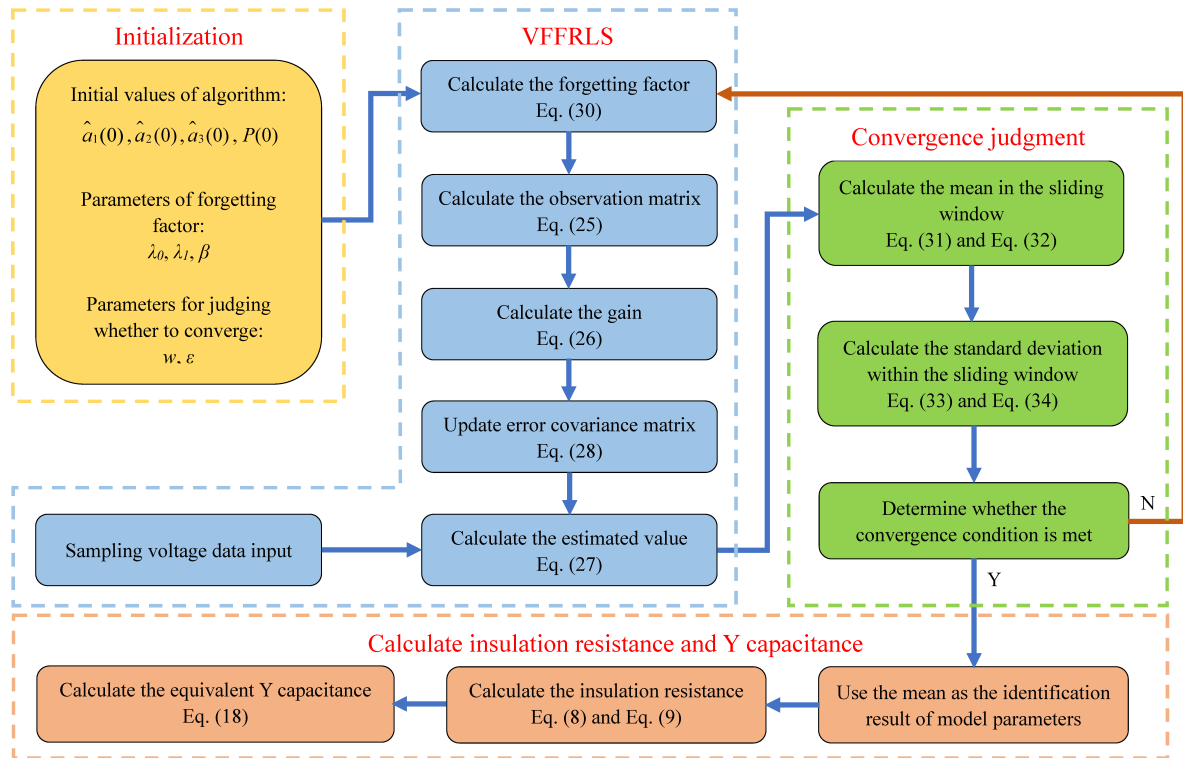 Initialization
Initial values of algorithm:
â₁(0), â₂(0), â₃(0), P(0)
Parameters of forgetting
factor:
λ₀, λ₁, β
Parameters for judging
whether to converge:
w, ε
VFFRLS
Calculate the forgetting factor
Eq. (30)
Calculate the observation matrix
Eq. (25)
Calculate the gain
Eq. (26)
Update error covariance matrix
Eq. (28)
Sampling voltage data input
Calculate the estimated value
Eq. (27)
Convergence judgment
Calculate the mean in the sliding
window
Eq. (31) and Eq. (32)
Calculate the standard deviation
within the sliding window
Eq. (33) and Eq. (34)
Determine whether the
convergence condition is met
N
Y
Calculate insulation resistance and Y capacitance
Use the mean as the identification
result of model parameters
Calculate the insulation resistance
Eq. (8) and Eq. (9)
Calculate the equivalent Y capacitance
Eq. (18)